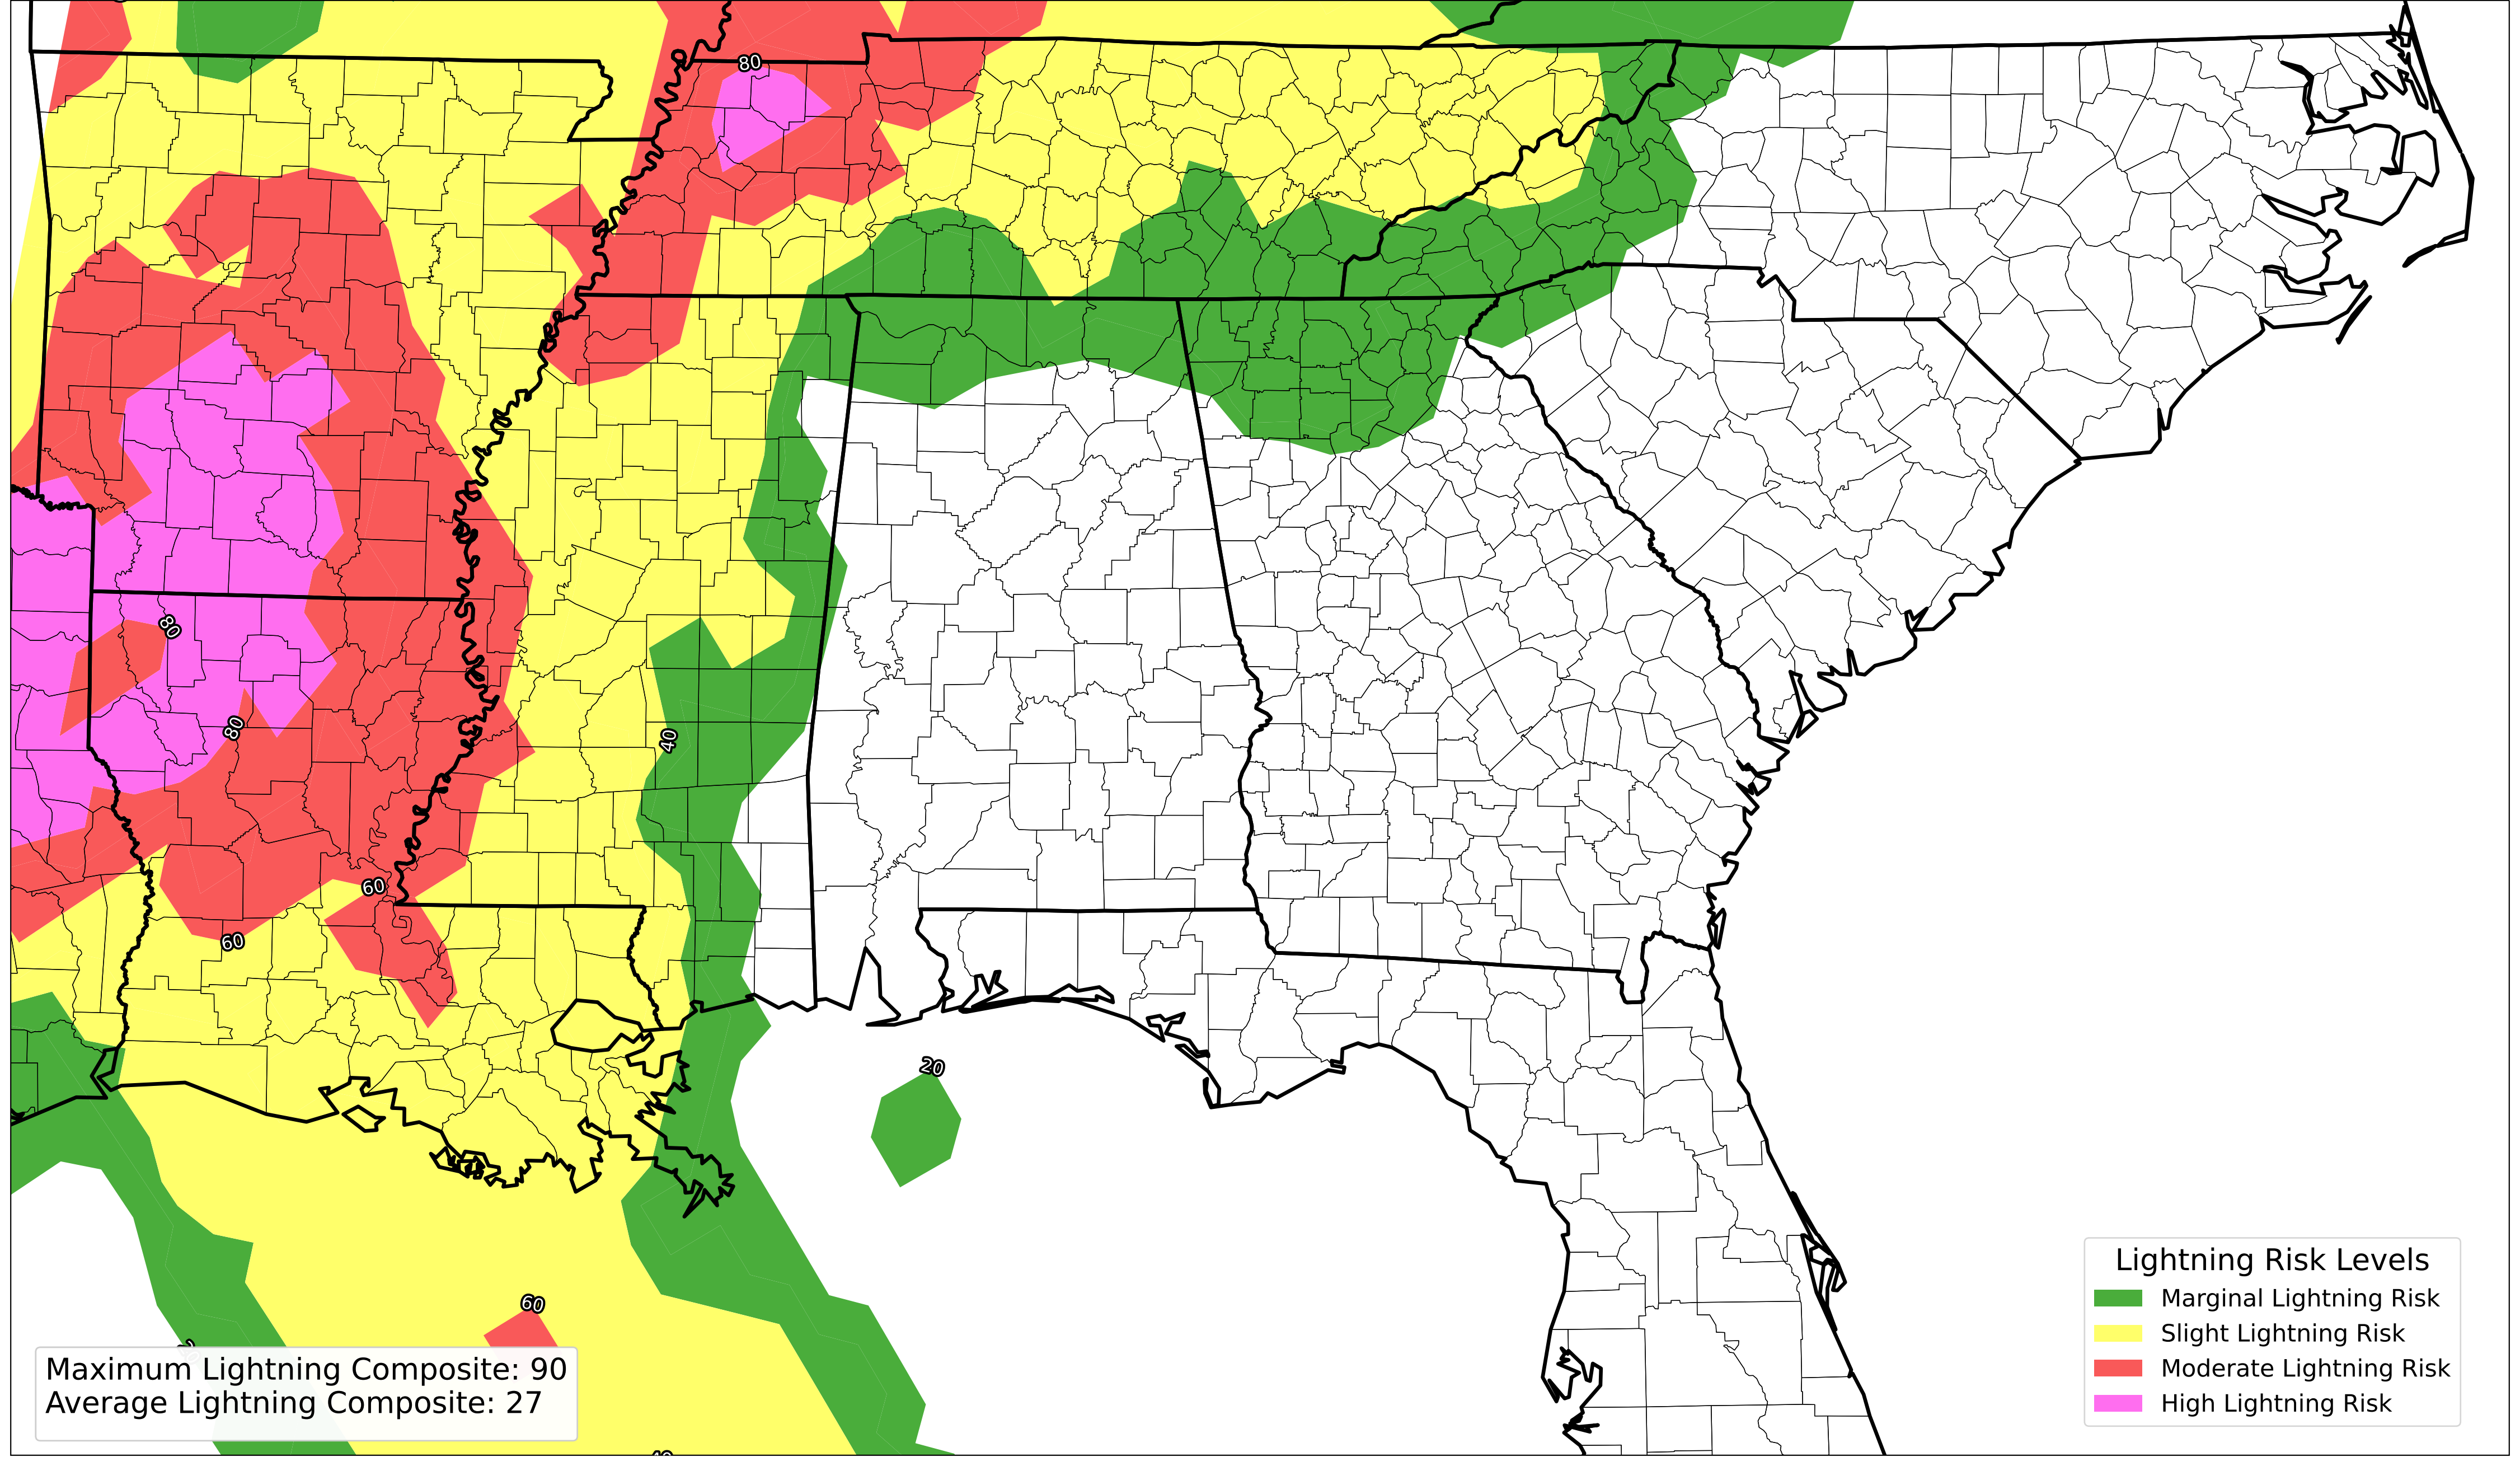 80
80
80
40
60
60
20
60
Maximum Lightning Composite: 90
Average Lightning Composite: 27
Lightning Risk Levels
Marginal Lightning Risk
Slight Lightning Risk
Moderate Lightning Risk
High Lightning Risk